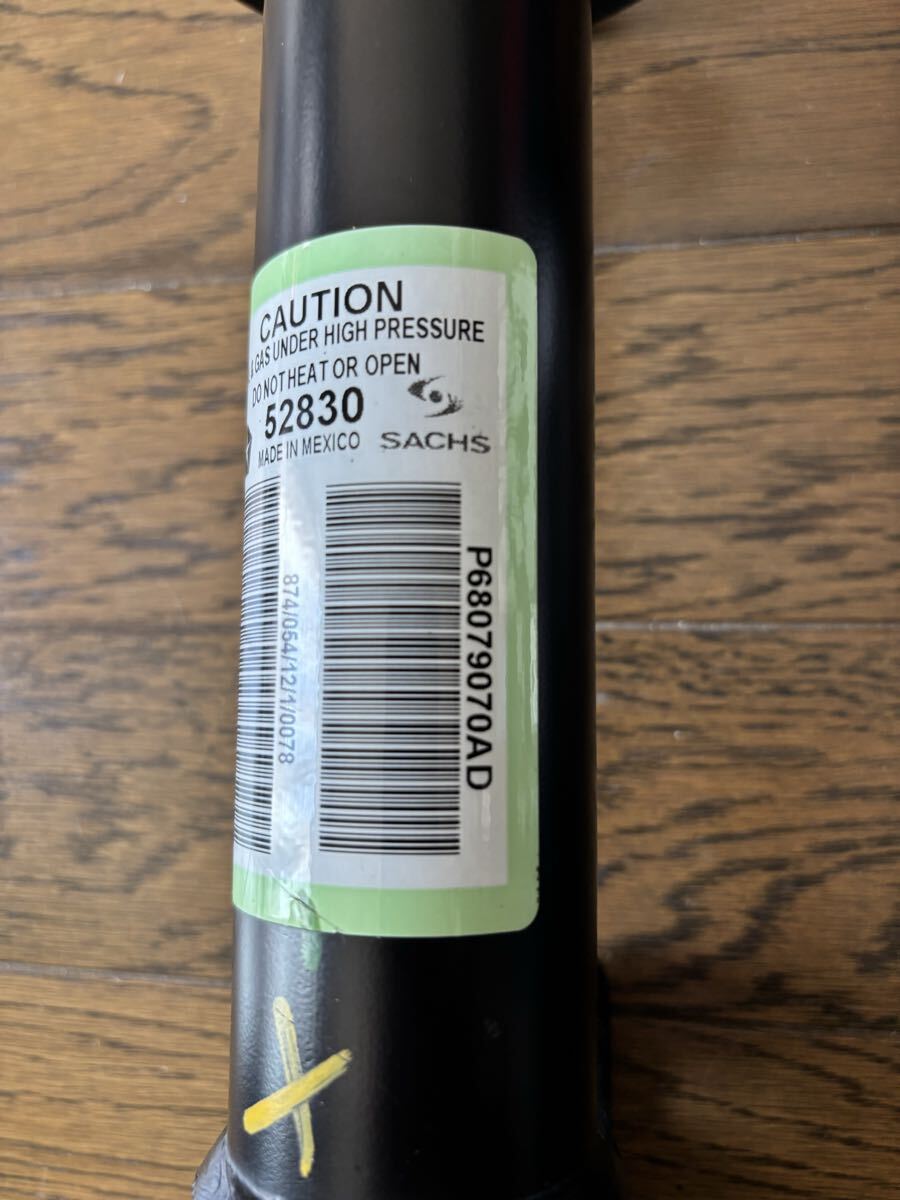 CAUTION
GAS UNDER HIGH PRESSURE
DO NOT HEAT OR OPEN
52830
MADE IN MEXICO
SACHS
P68079070AD
874/054/12/1/0078